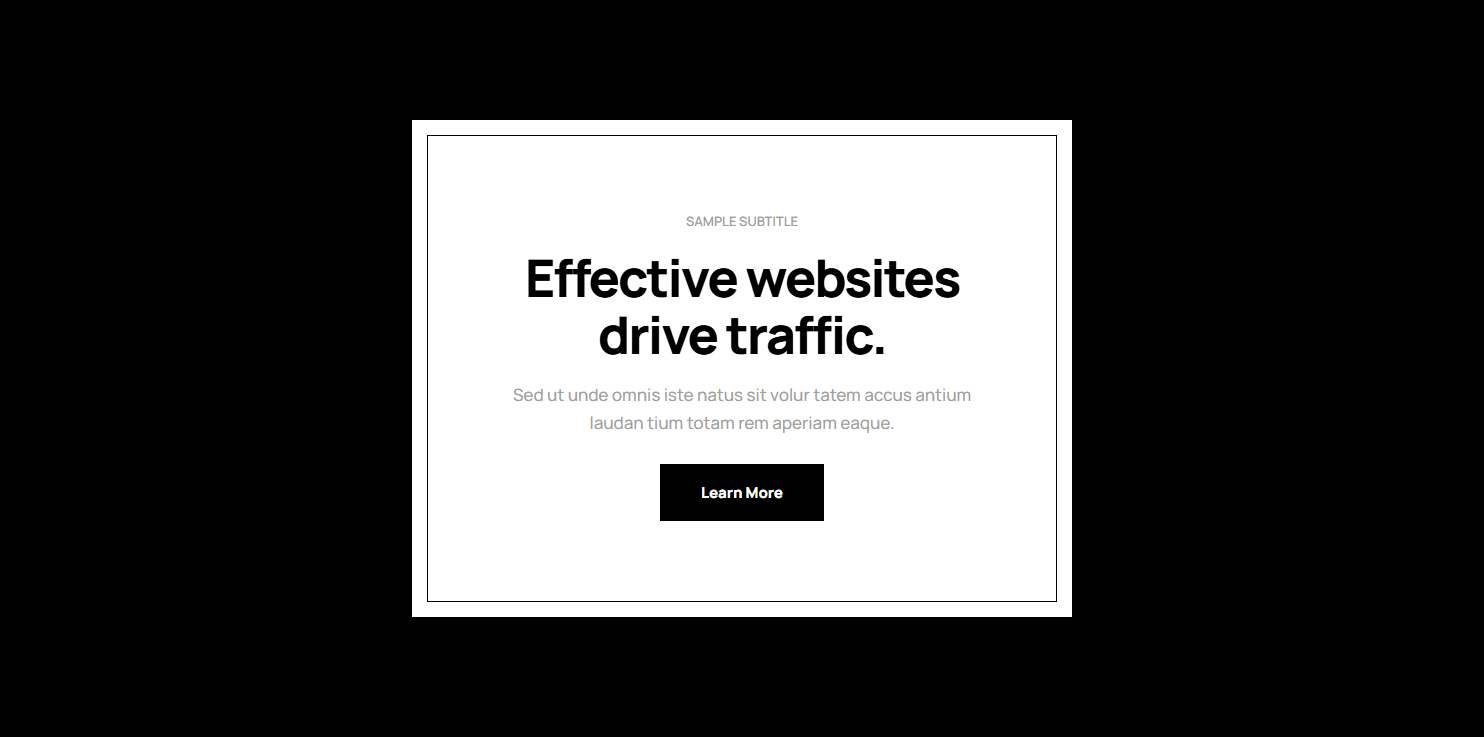 SAMPLE SUBTITLE
Effective websites
drive traffic.
Sed ut unde omnis iste natus sit volur tatem accus antium
laudan tium totam rem aperiam eaque.
Learn More